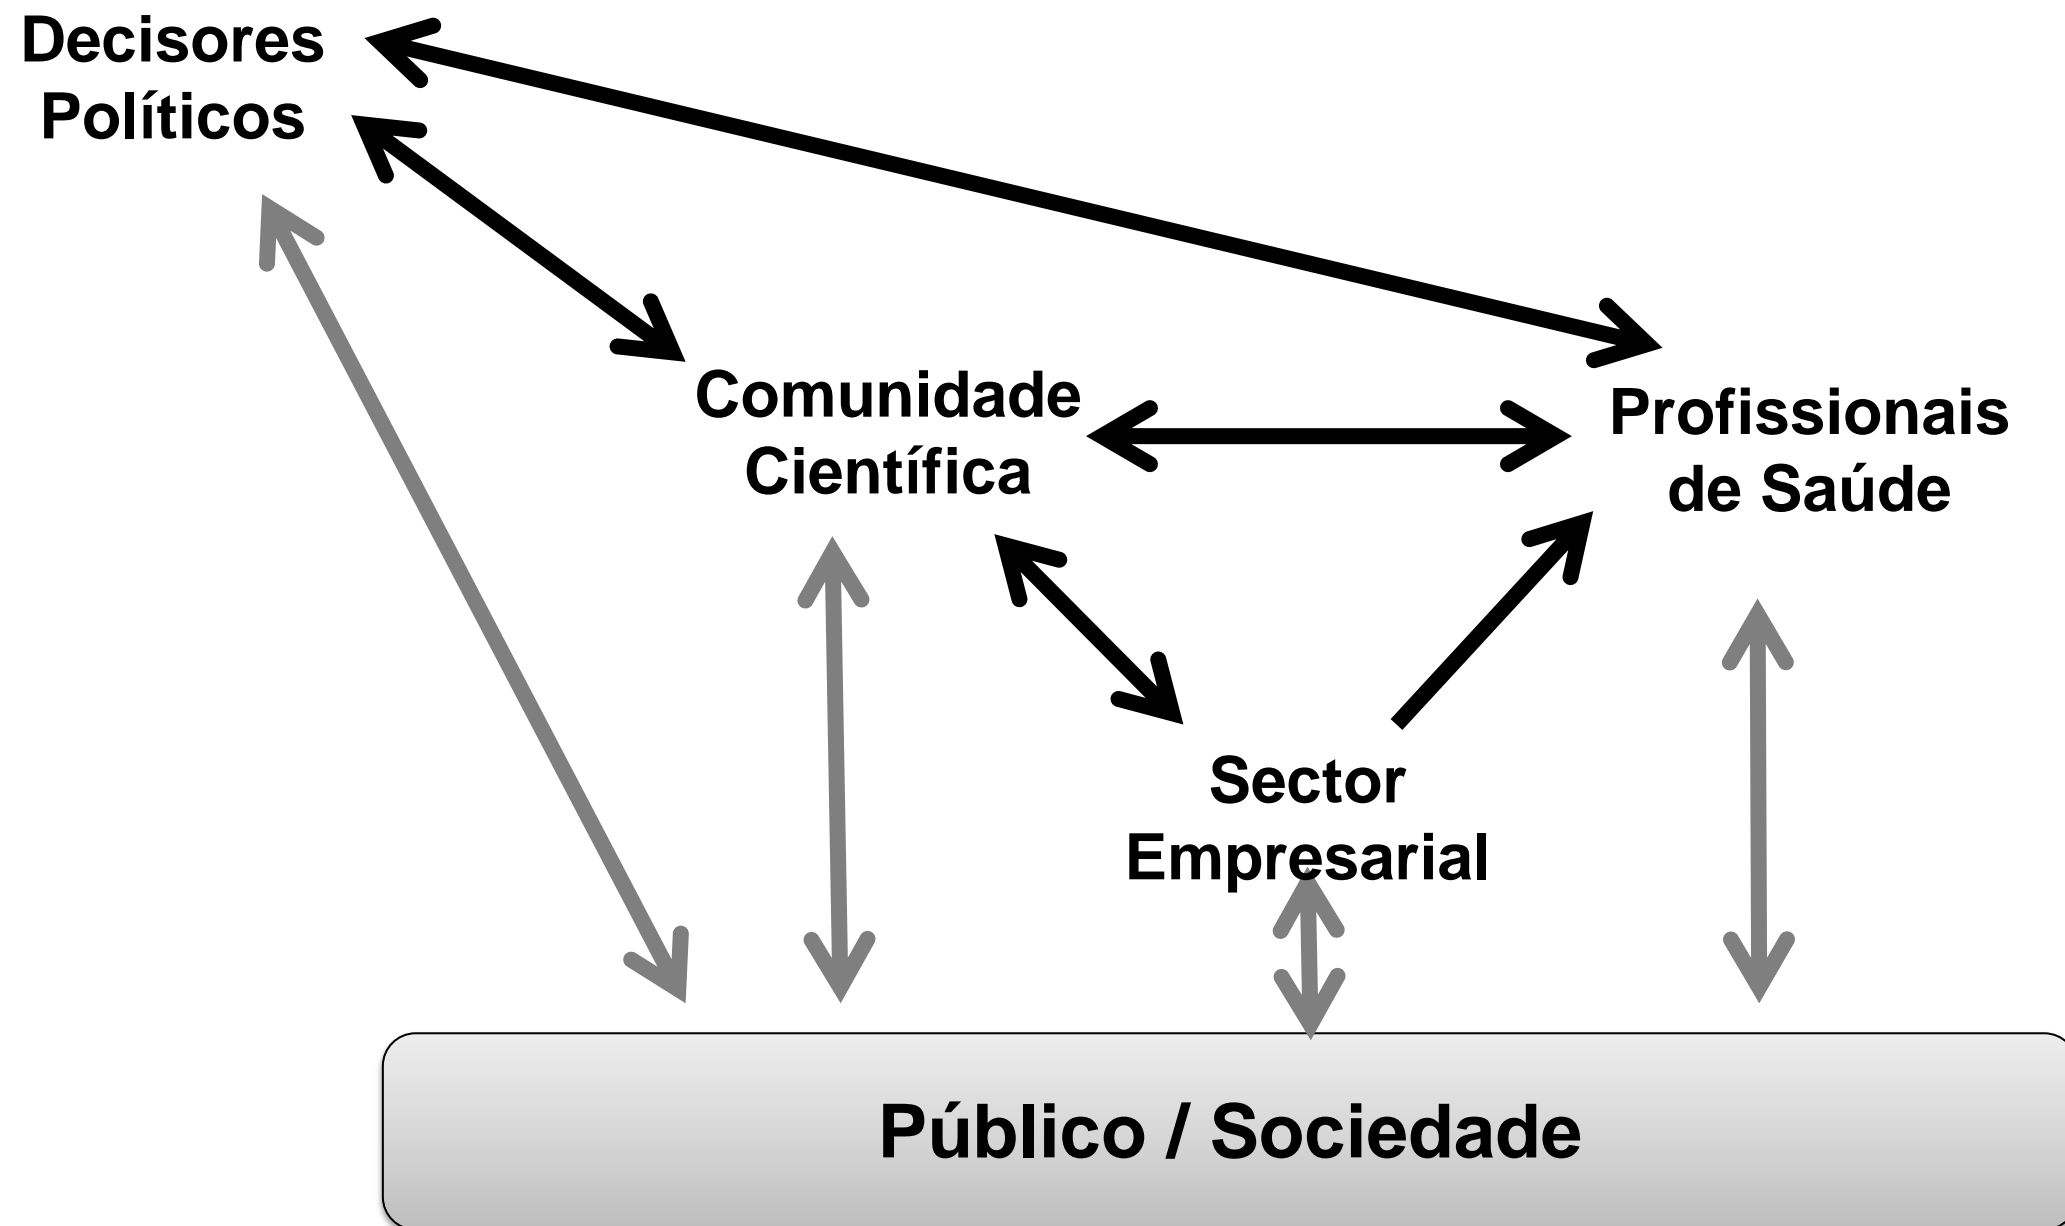 Decisores
Políticos
Comunidade
Científica
Profissionais
de Saúde
Sector
Empresarial
Público / Sociedade